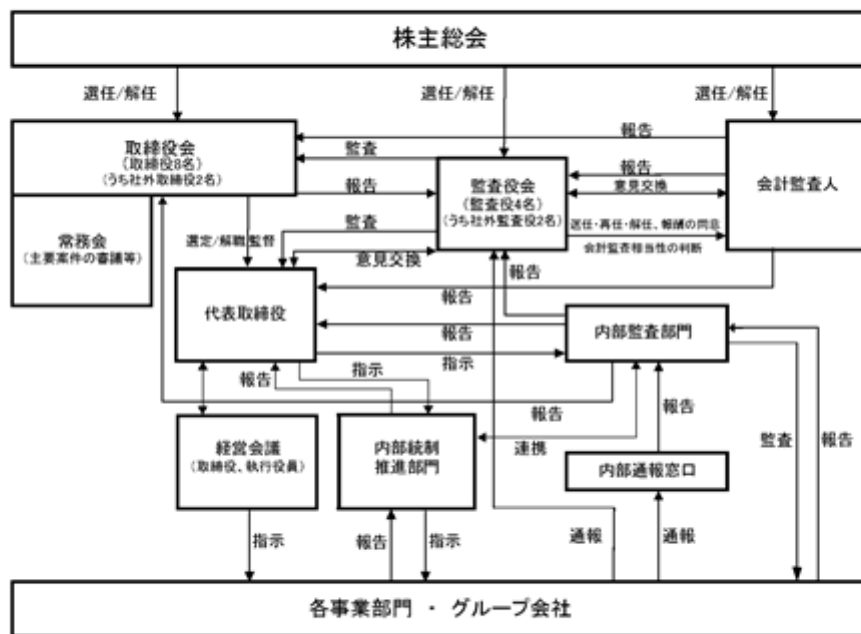 株主総会
選任/解任
選任/解任
選任/解任
取締役会
(取締役8名)
(うち社外取締役2名)
監査
報告
報告
監査役会
(監査役4名)
(うち社外監査役2名)
報告
意見交換
会計監査人
常務会
(主要案件の審議等)
選定/解職
監督
監査
意見交換
選任・再任・解任、報酬の同意
会計監査相当性の判断
報告
代表取締役
報告
報告
指示
内部監査部門
報告
指示
報告
連携
報告
監査
報告
経営会議
(取締役、執行役員)
内部統制
推進部門
内部通報窓口
指示
報告
指示
通報
通報
各事業部門 ・ グループ会社